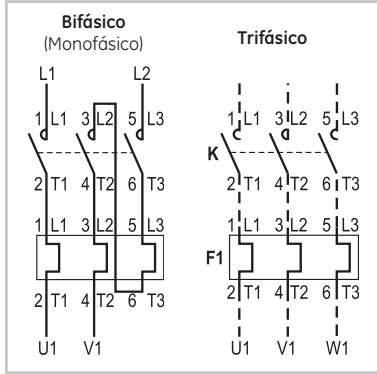 Bifásico
(Monofásico)
Trifásico
L1 L2
1 L1 3 L2 5 L3 1 L1 3 L2 5 L3
K
2 T1 4 T2 6 T3 2 T1 4 T2 6 T3
1 L1 3 L2 5 L3 1 L1 3 L2 5 L3
F1
2 T1 4 T2 6 T3 2 T1 4 T2 6 T3
U1 V1 U1 V1 W1